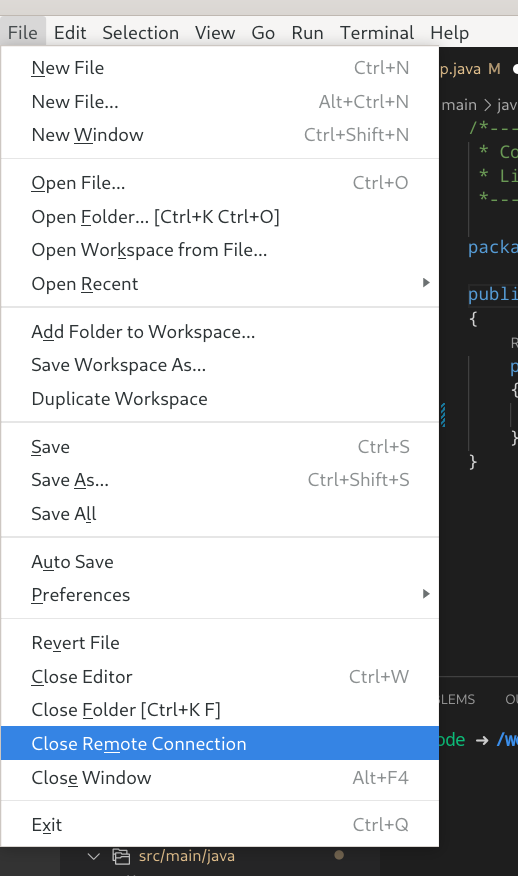 File Edit Selection View Go Run Terminal Help
New File Ctrl+N
p.java M
New File... Alt+Ctrl+N
main > jav
New Window Ctrl+Shift+N
/*---
* Co
* Li
*---
Open File... Ctrl+O
Open Folder... [Ctrl+K Ctrl+O]
Open Workspace from File...
packa
Open Recent
publi
{
Add Folder to Workspace...
R
Save Workspace As...
p
Duplicate Workspace
{
Save Ctrl+S
}
}
Save As... Ctrl+Shift+S
Save All
Auto Save
Preferences
Revert File
Close Editor Ctrl+W
BLEMS OU
Close Folder [Ctrl+K F]
Close Remote Connection
ode → /wo
Close Window Alt+F4
Exit Ctrl+Q
src/main/java